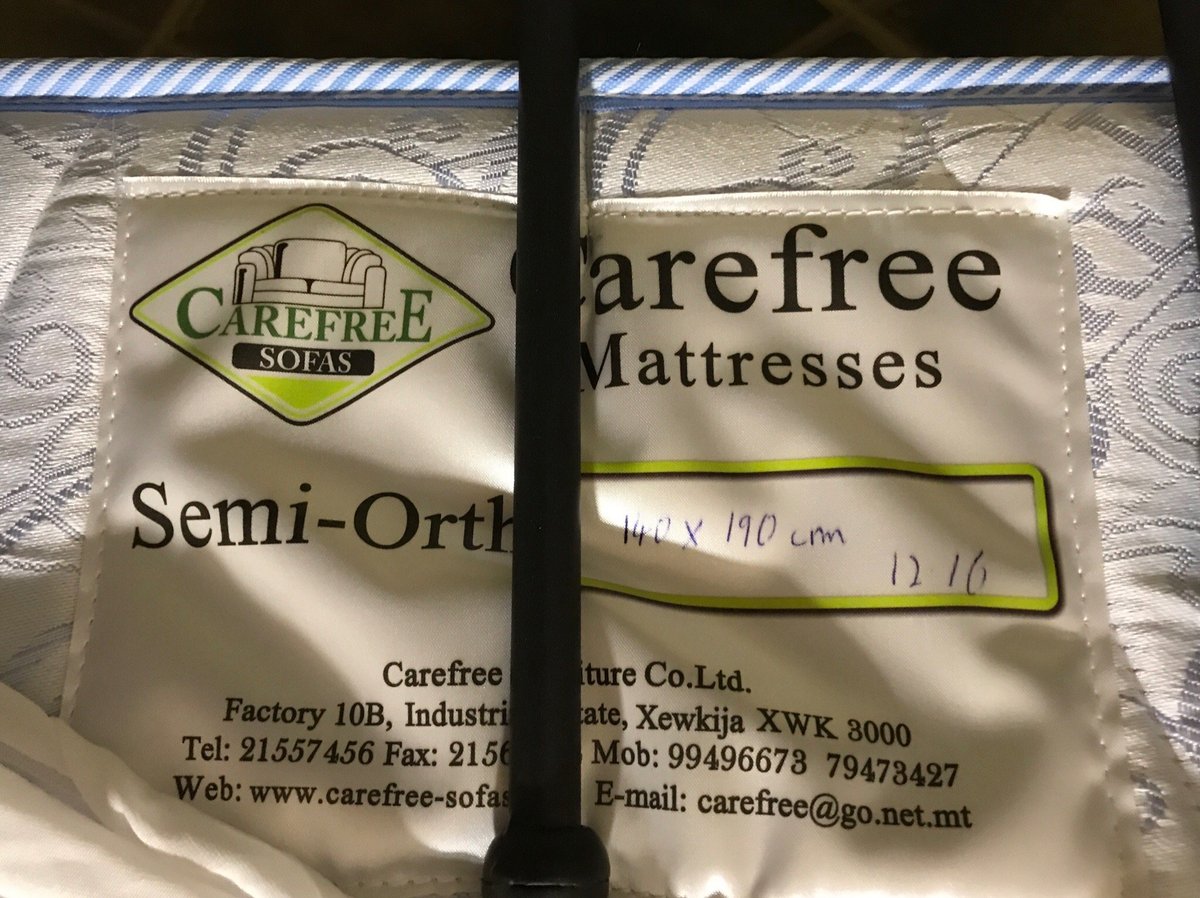 CAREFREE
SOFAS
Carefree
Mattresses
Semi-Orth
140 x 190 cm
12 16
Carefree iture Co.Ltd.
Factory 10B, Industri tate, Xewkija XWK 3000
Tel: 21557456 Fax: 2156 Mob: 99496673 79473427
Web: www.carefree-sofas E-mail: carefree@go.net.mt